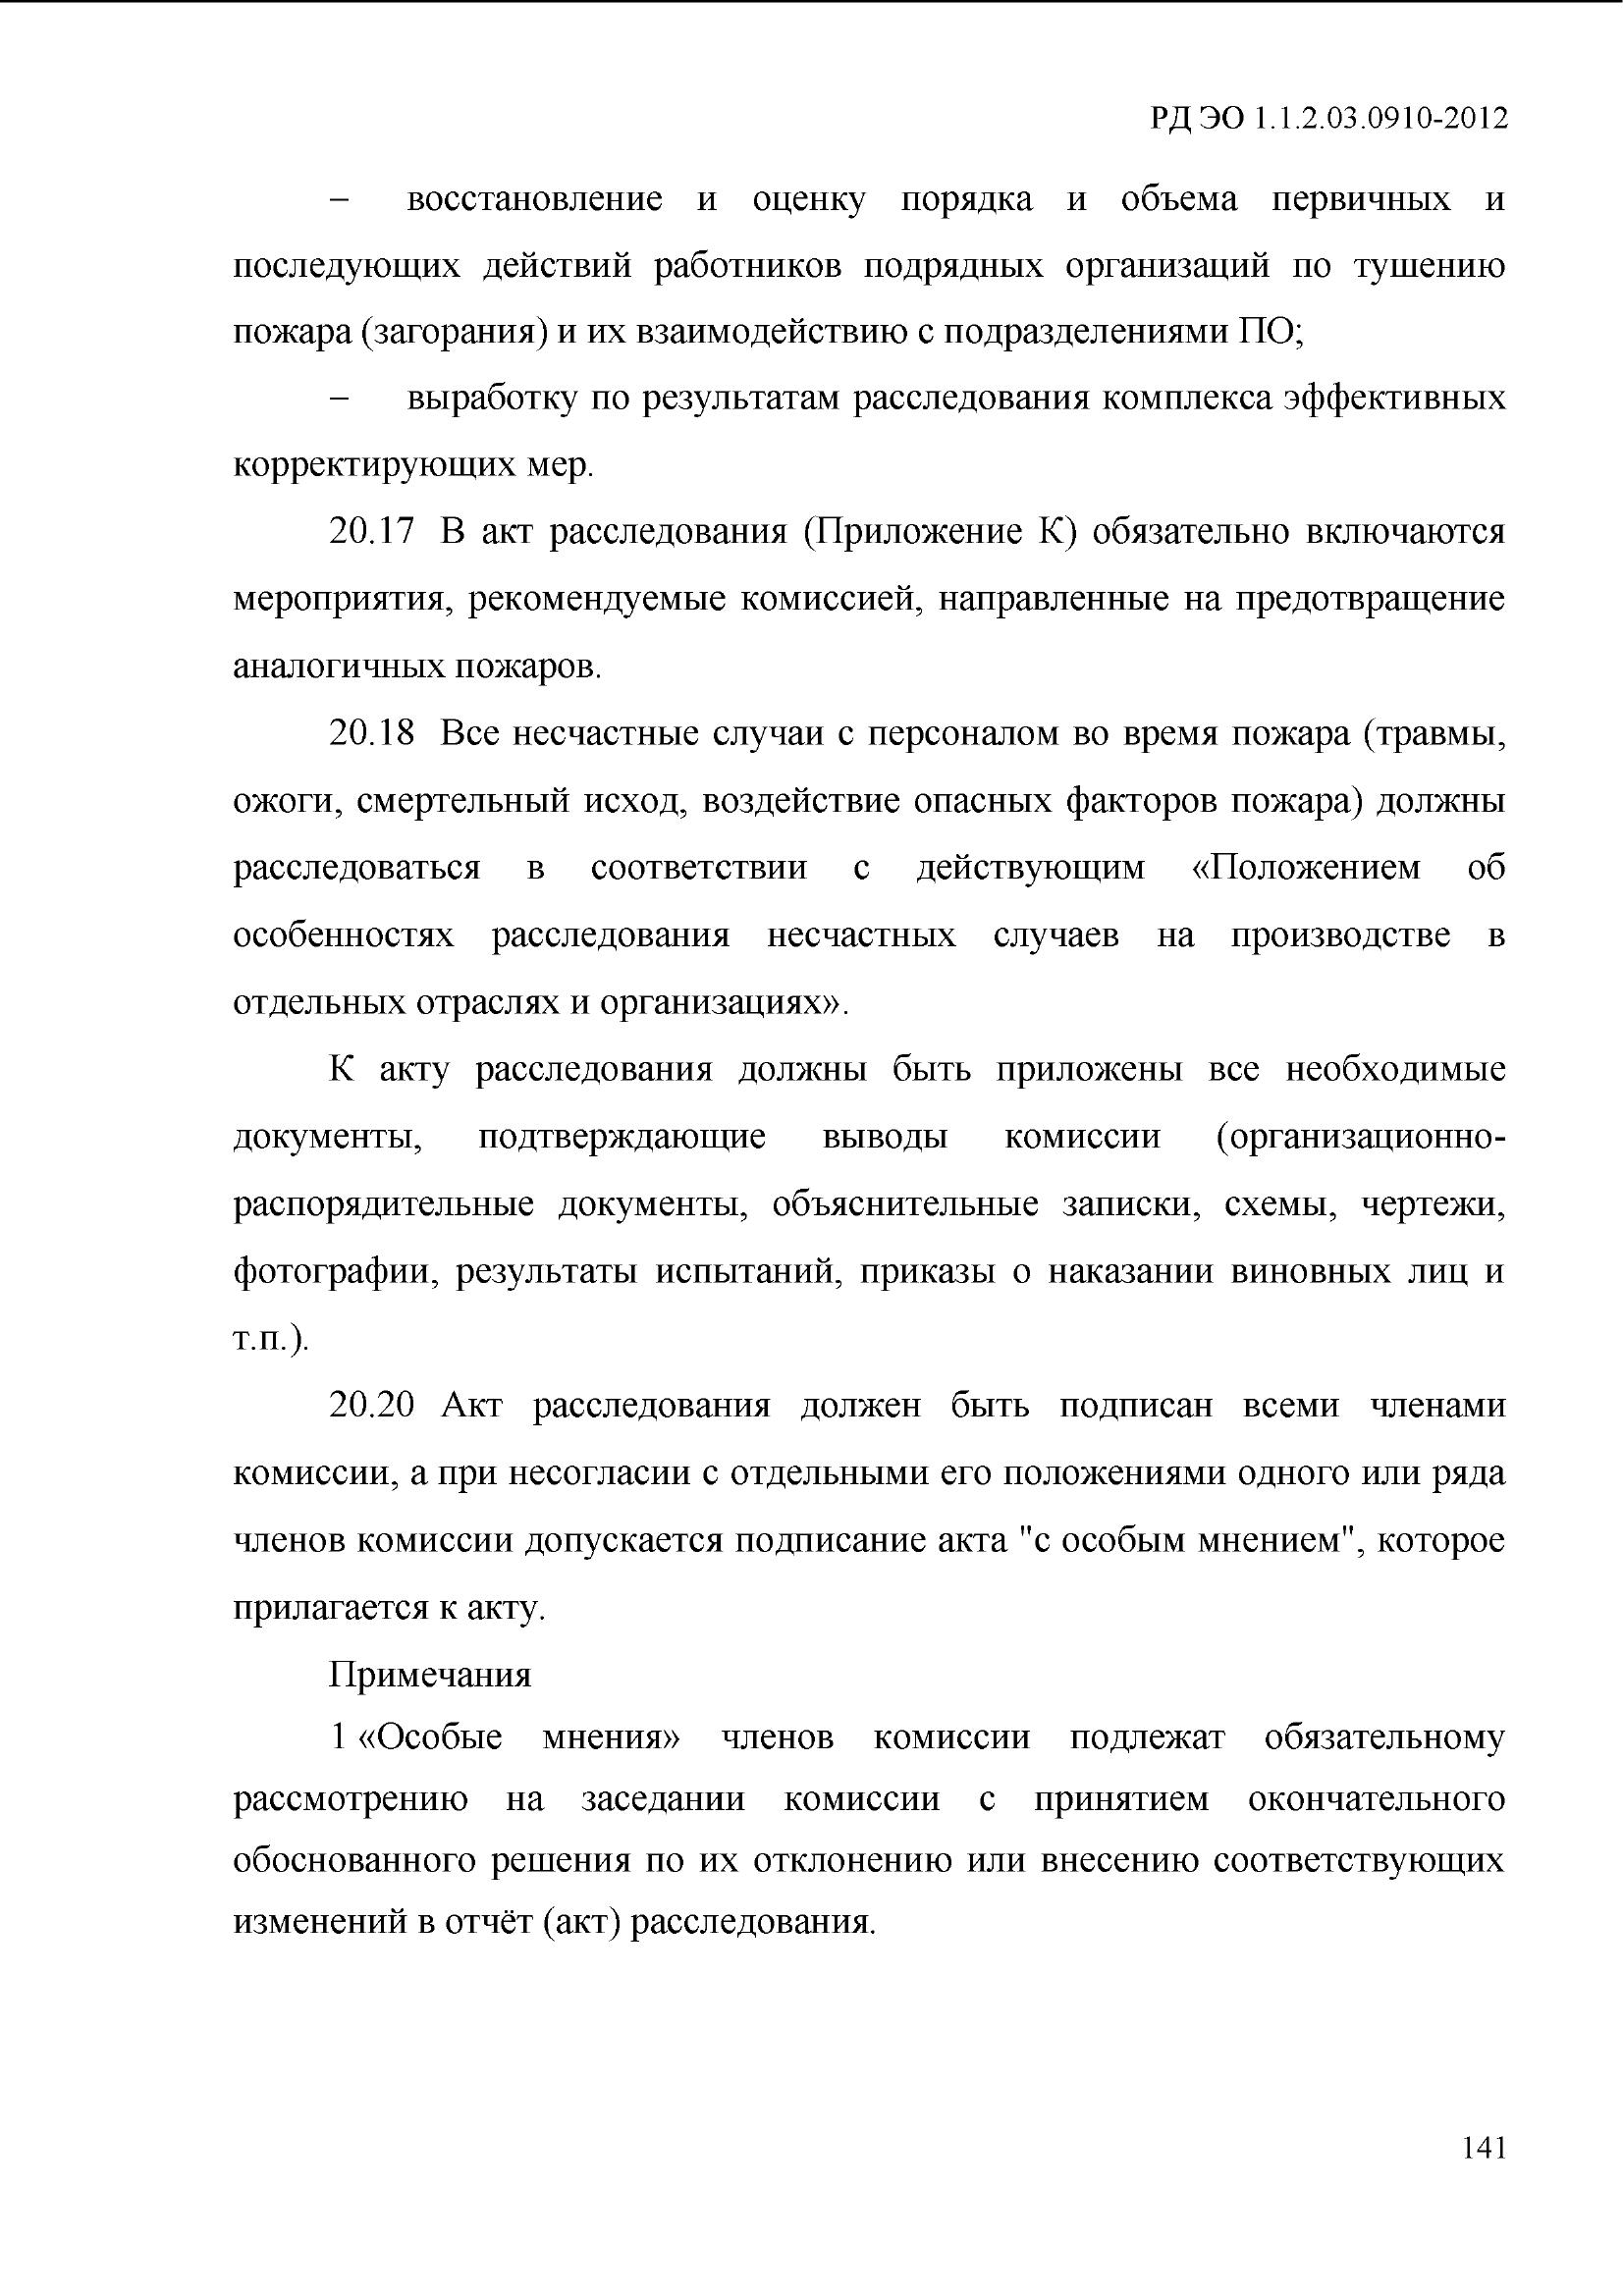 РД ЭО 1.1.2.03.0910-2012
– восстановление и оценку порядка и объема первичных и
последующих действий работников подрядных организаций по тушению
пожара (загорания) и их взаимодействию с подразделениями ПО;
– выработку по результатам расследования комплекса эффективных
корректирующих мер.
20.17 В акт расследования (Приложение К) обязательно включаются
мероприятия, рекомендуемые комиссией, направленные на предотвращение
аналогичных пожаров.
20.18 Все несчастные случаи с персоналом во время пожара (травмы,
ожоги, смертельный исход, воздействие опасных факторов пожара) должны
расследоваться в соответствии с действующим «Положением об
особенностях расследования несчастных случаев на производстве в
отдельных отраслях и организациях».
К акту расследования должны быть приложены все необходимые
документы, подтверждающие выводы комиссии (организационно-
распорядительные документы, объяснительные записки, схемы, чертежи,
фотографии, результаты испытаний, приказы о наказании виновных лиц и
т.п.).
20.20 Акт расследования должен быть подписан всеми членами
комиссии, а при несогласии с отдельными его положениями одного или ряда
членов комиссии допускается подписание акта "с особым мнением", которое
прилагается к акту.
Примечания
1 «Особые мнения» членов комиссии подлежат обязательному
рассмотрению на заседании комиссии с принятием окончательного
обоснованного решения по их отклонению или внесению соответствующих
изменений в отчёт (акт) расследования.
141